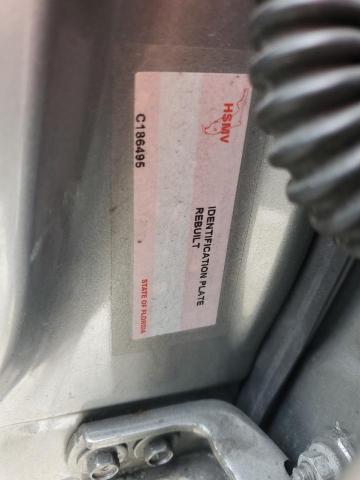 HSMV
IDENTIFICATION PLATE
REBUILT
C186495
STATE OF FLORIDA